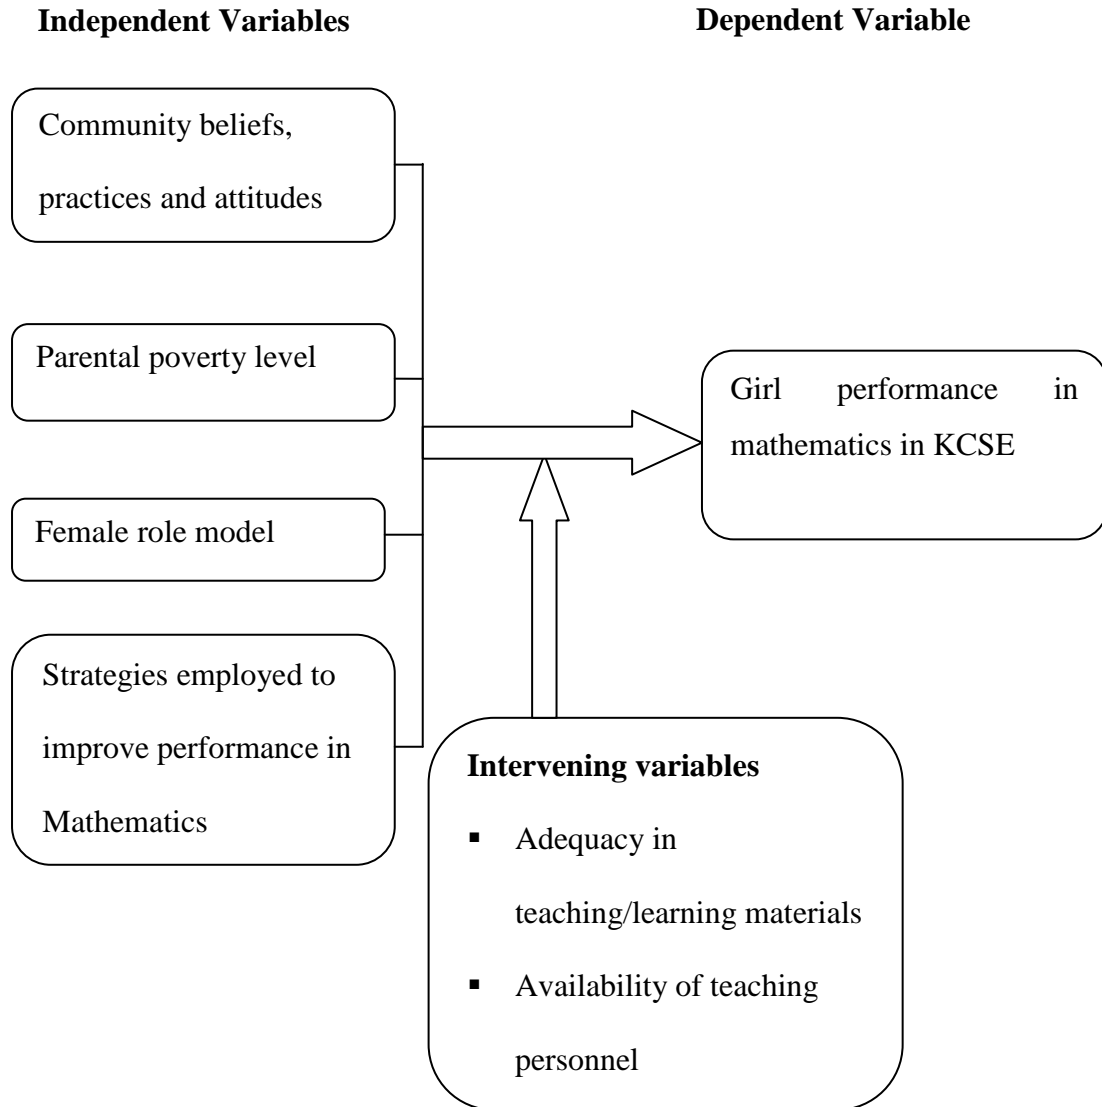 Independent Variables
Dependent Variable
Community beliefs,
practices and attitudes
Parental poverty level
Female role model
Strategies employed to
improve performance in
Mathematics
Girl performance in
mathematics in KCSE
Intervening variables
▪ Adequacy in
teaching/learning materials
▪ Availability of teaching
personnel